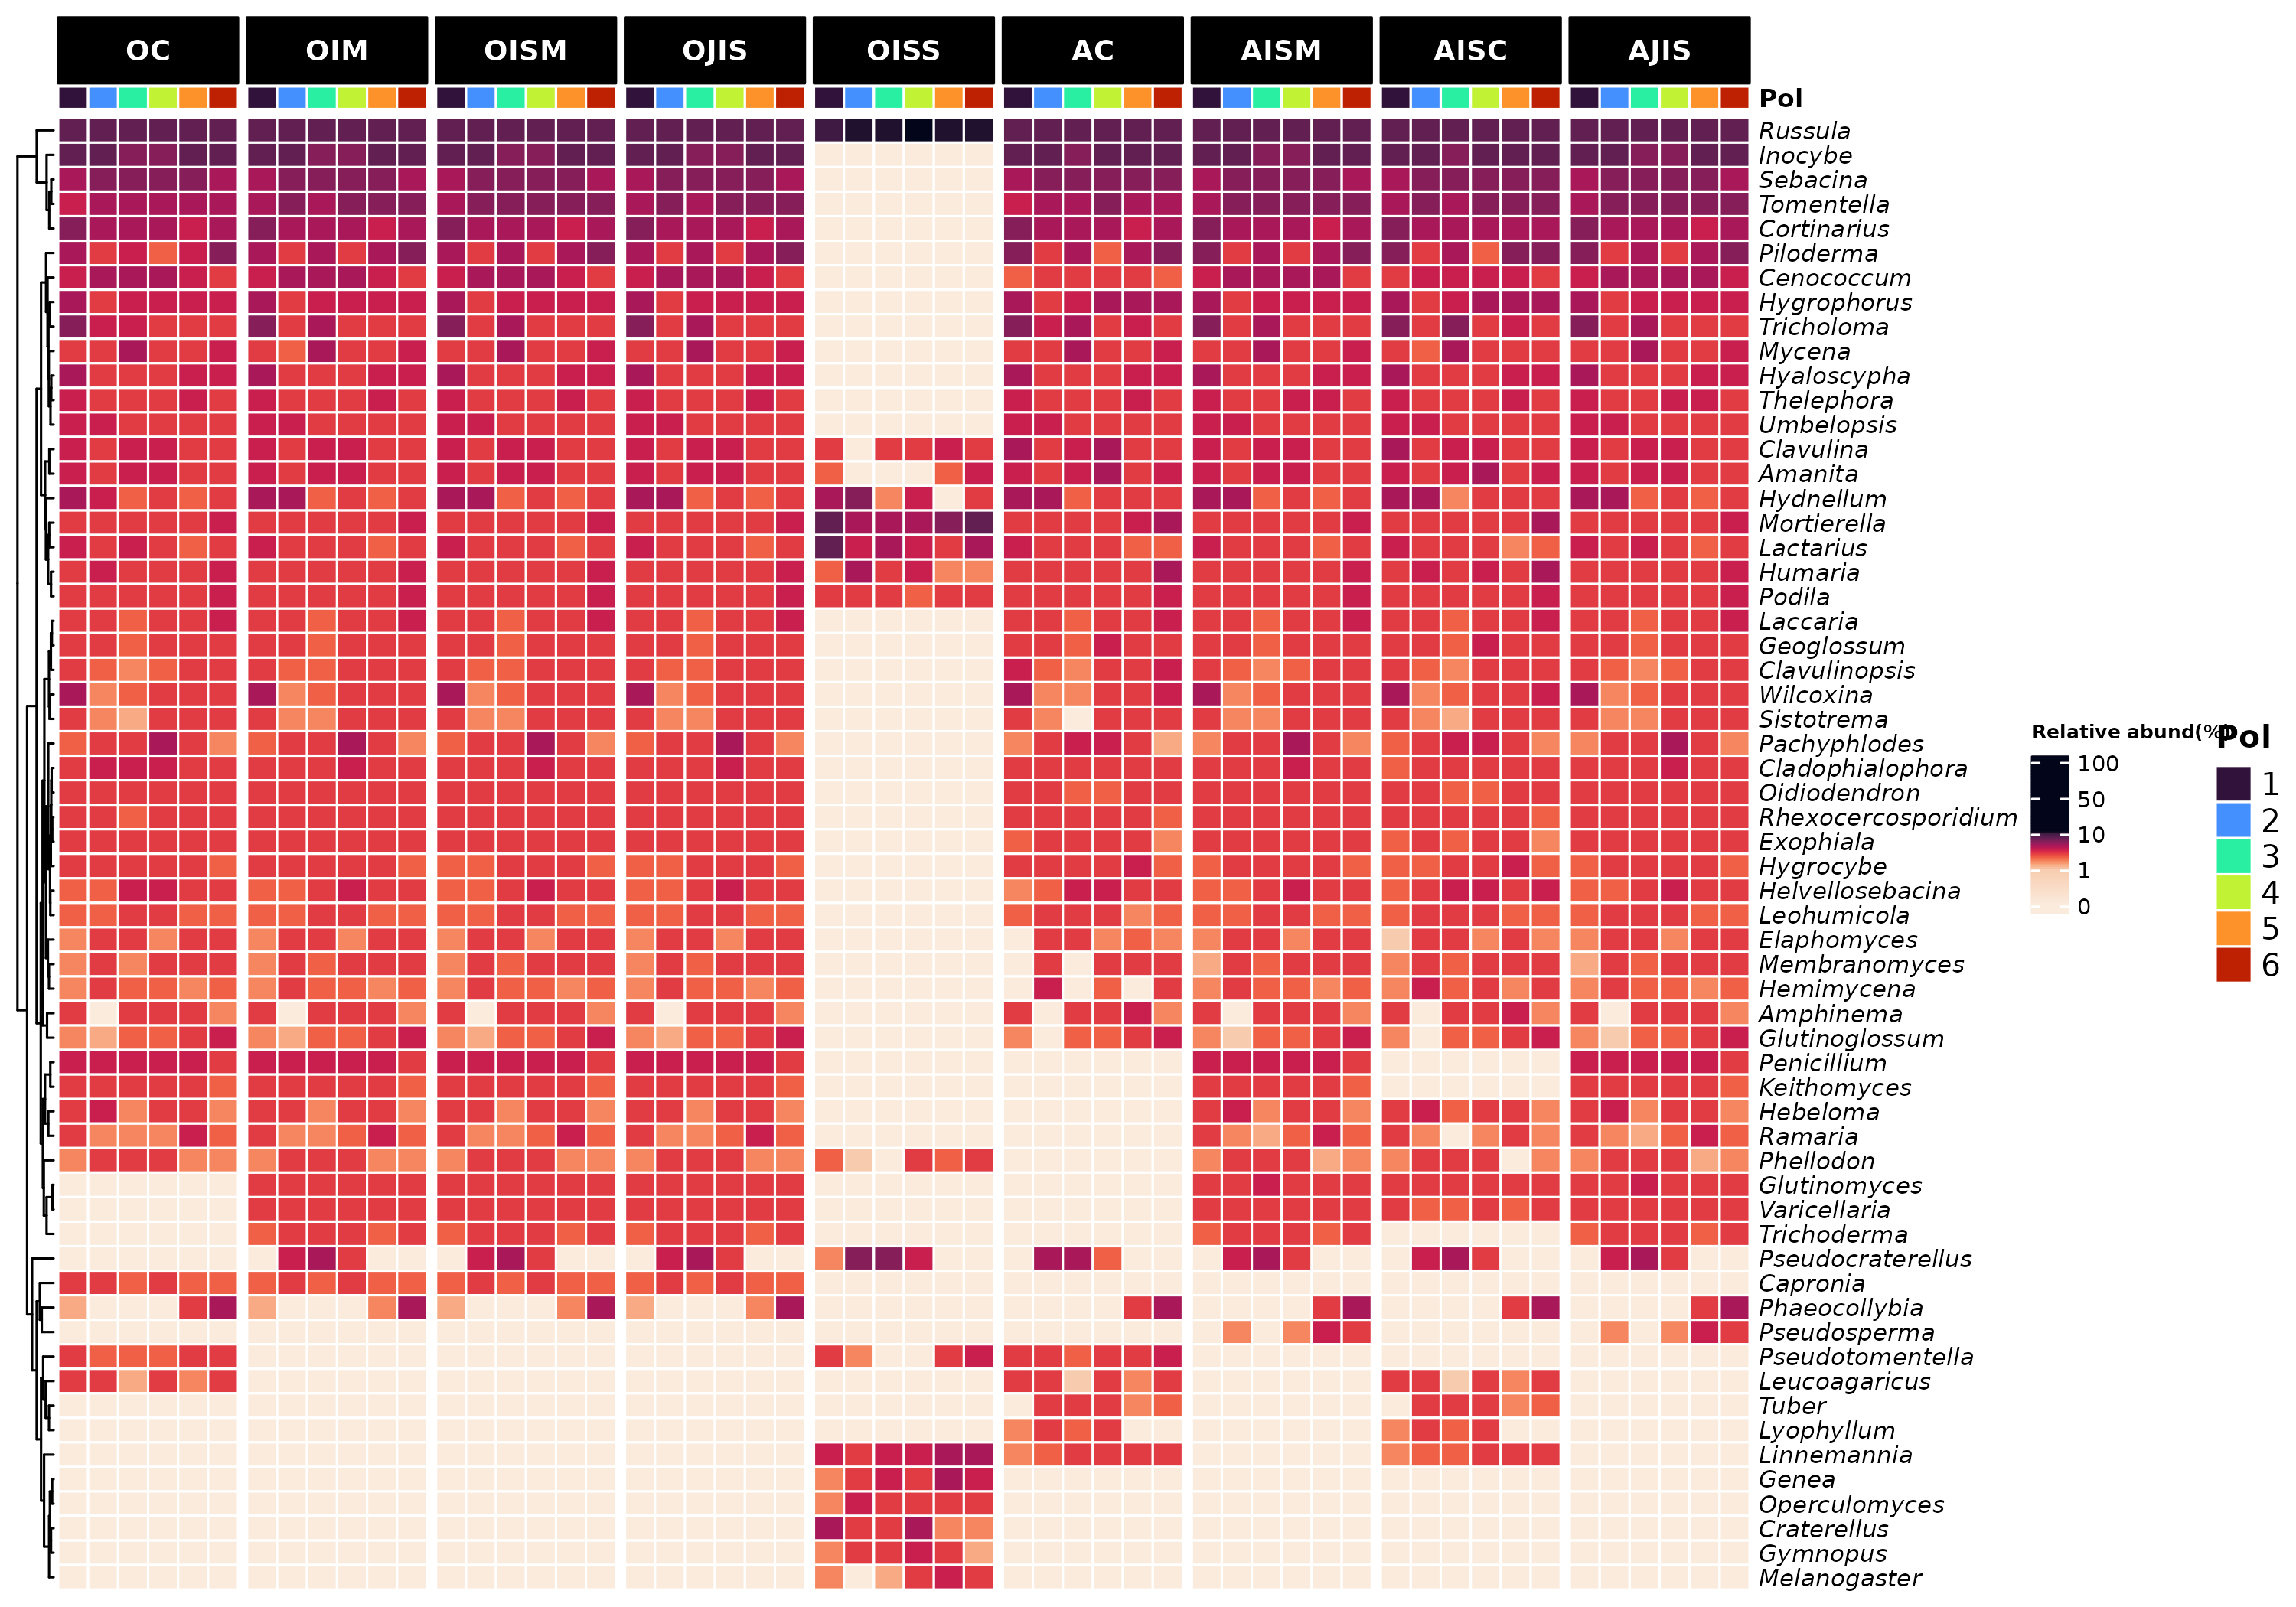 OC OIM OISM OJIS OISS AC AISM AISC AJIS
Pol
Russula
Inocybe
Sebacina
Tomentella
Cortinarius
Piloderma
Cenococcum
Hygrophorus
Tricholoma
Mycena
Hyaloscypha
Thelephora
Umbelopsis
Clavulina
Amanita
Hydnellum
Mortierella
Lactarius
Humaria
Podila
Laccaria
Geoglossum
Clavulinopsis
Wilcoxina
Sistotrema
Pachyphlodes
Cladophialophora
Oidiodendron
Rhexocercosporidium
Exophiala
Hygrocybe
Helvellosebacina
Leohumicola
Elaphomyces
Membranomyces
Hemimycena
Amphinema
Glutinoglossum
Penicillium
Keithomyces
Hebeloma
Ramaria
Phellodon
Glutinomyces
Varicellaria
Trichoderma
Pseudocraterellus
Capronia
Phaeocollybia
Pseudosperma
Pseudotomentella
Leucoagaricus
Tuber
Lyophyllum
Linnemannia
Genea
Operculomyces
Craterellus
Gymnopus
Melanogaster
Relative abund(%)
100
50
10
1
0
Pol
1
2
3
4
5
6